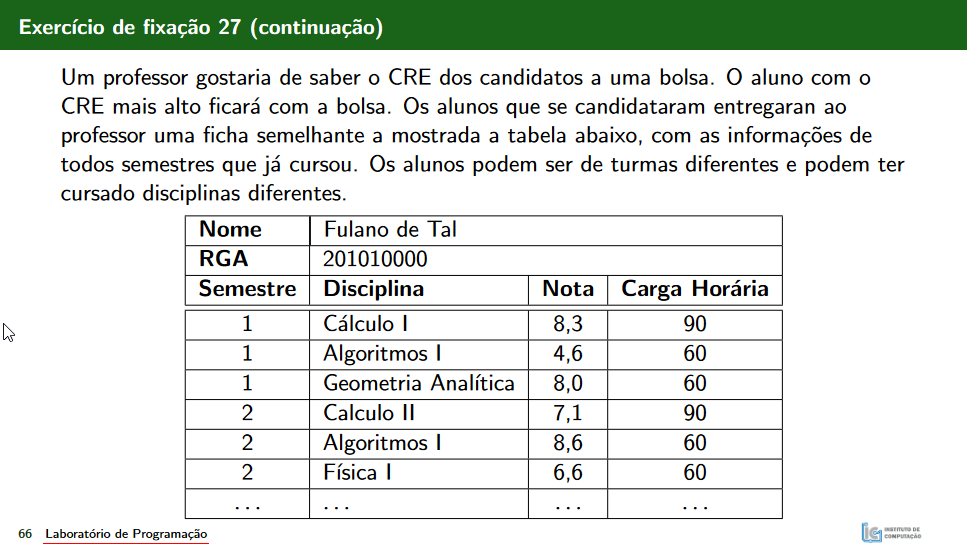 Exercício de fixação 27 (continuação)
Um professor gostaria de saber o CRE dos candidatos a uma bolsa. O aluno com o
CRE mais alto ficará com a bolsa. Os alunos que se candidataram entregaran ao
professor uma ficha semelhante a mostrada a tabela abaixo, com as informações de
todos semestres que já cursou. Os alunos podem ser de turmas diferentes e podem ter
cursado disciplinas diferentes.
Nome Fulano de Tal
RGA 201010000
Semestre Disciplina Nota Carga Horária
1 Cálculo I 8,3 90
1 Algoritmos I 4,6 60
1 Geometria Analítica 8,0 60
2 Calculo II 7,1 90
2 Algoritmos I 8,6 60
2 Física I 6,6 60
... ... ... ...
66 Laboratório de Programação
ic INSTITUTO DE
COMPUTAÇÃO